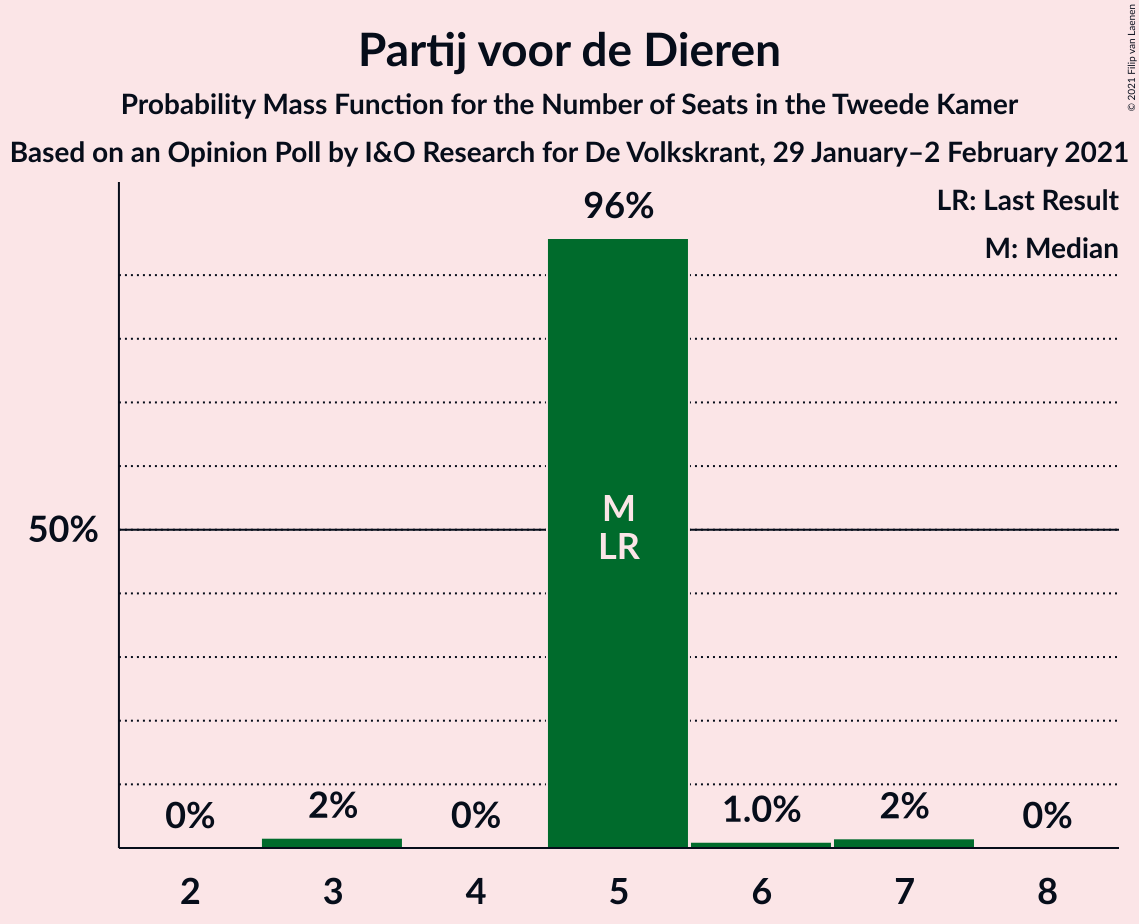 Partij voor de Dieren
Probability Mass Function for the Number of Seats in the Tweede Kamer
Based on an Opinion Poll by I&O Research for De Volkskrant, 29 January–2 February 2021
© 2021 Filip van Laenen
LR: Last Result
M: Median
96%
50%
M
LR
0%
2%
0%
1.0%
2%
0%
2
3
4
5
6
7
8